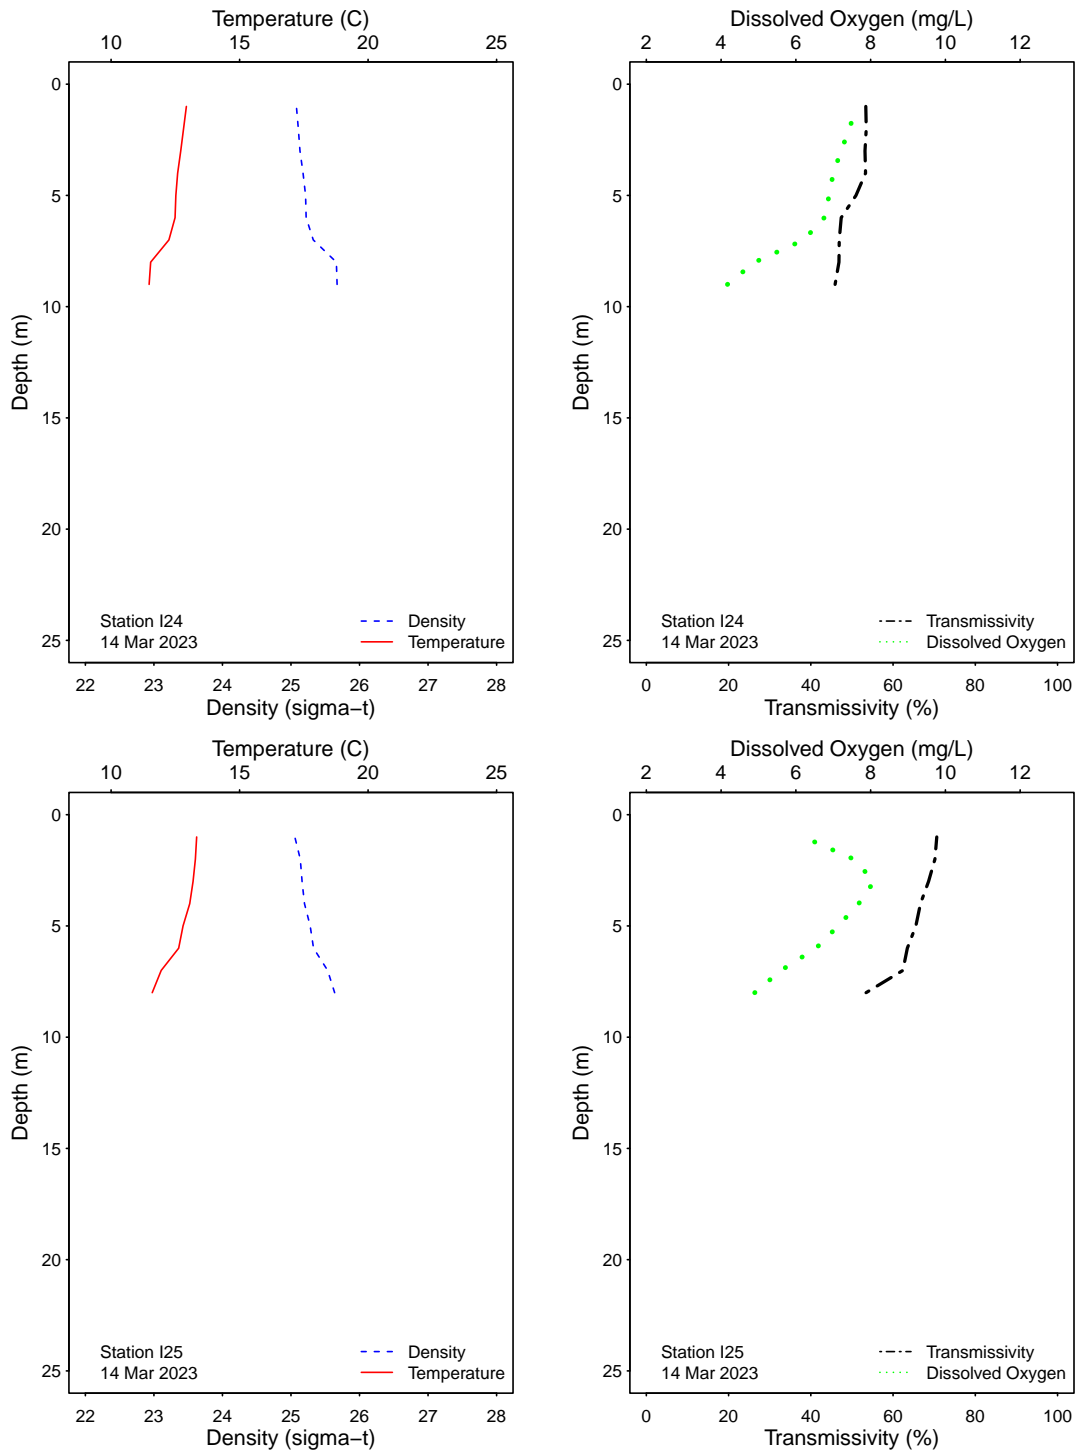 Temperature (C)
10 15 20 25
0
5
10
15
20
25
Depth (m)
Station I24
14 Mar 2023
Density
Temperature
22 23 24 25 26 27 28
Density (sigma−t)
Dissolved Oxygen (mg/L)
2 4 6 8 10 12
0
5
10
15
20
25
Depth (m)
Station I24
14 Mar 2023
Transmissivity
Dissolved Oxygen
0 20 40 60 80 100
Transmissivity (%)
Temperature (C)
10 15 20 25
0
5
10
15
20
25
Depth (m)
Station I25
14 Mar 2023
Density
Temperature
22 23 24 25 26 27 28
Density (sigma−t)
Dissolved Oxygen (mg/L)
2 4 6 8 10 12
0
5
10
15
20
25
Depth (m)
Station I25
14 Mar 2023
Transmissivity
Dissolved Oxygen
0 20 40 60 80 100
Transmissivity (%)